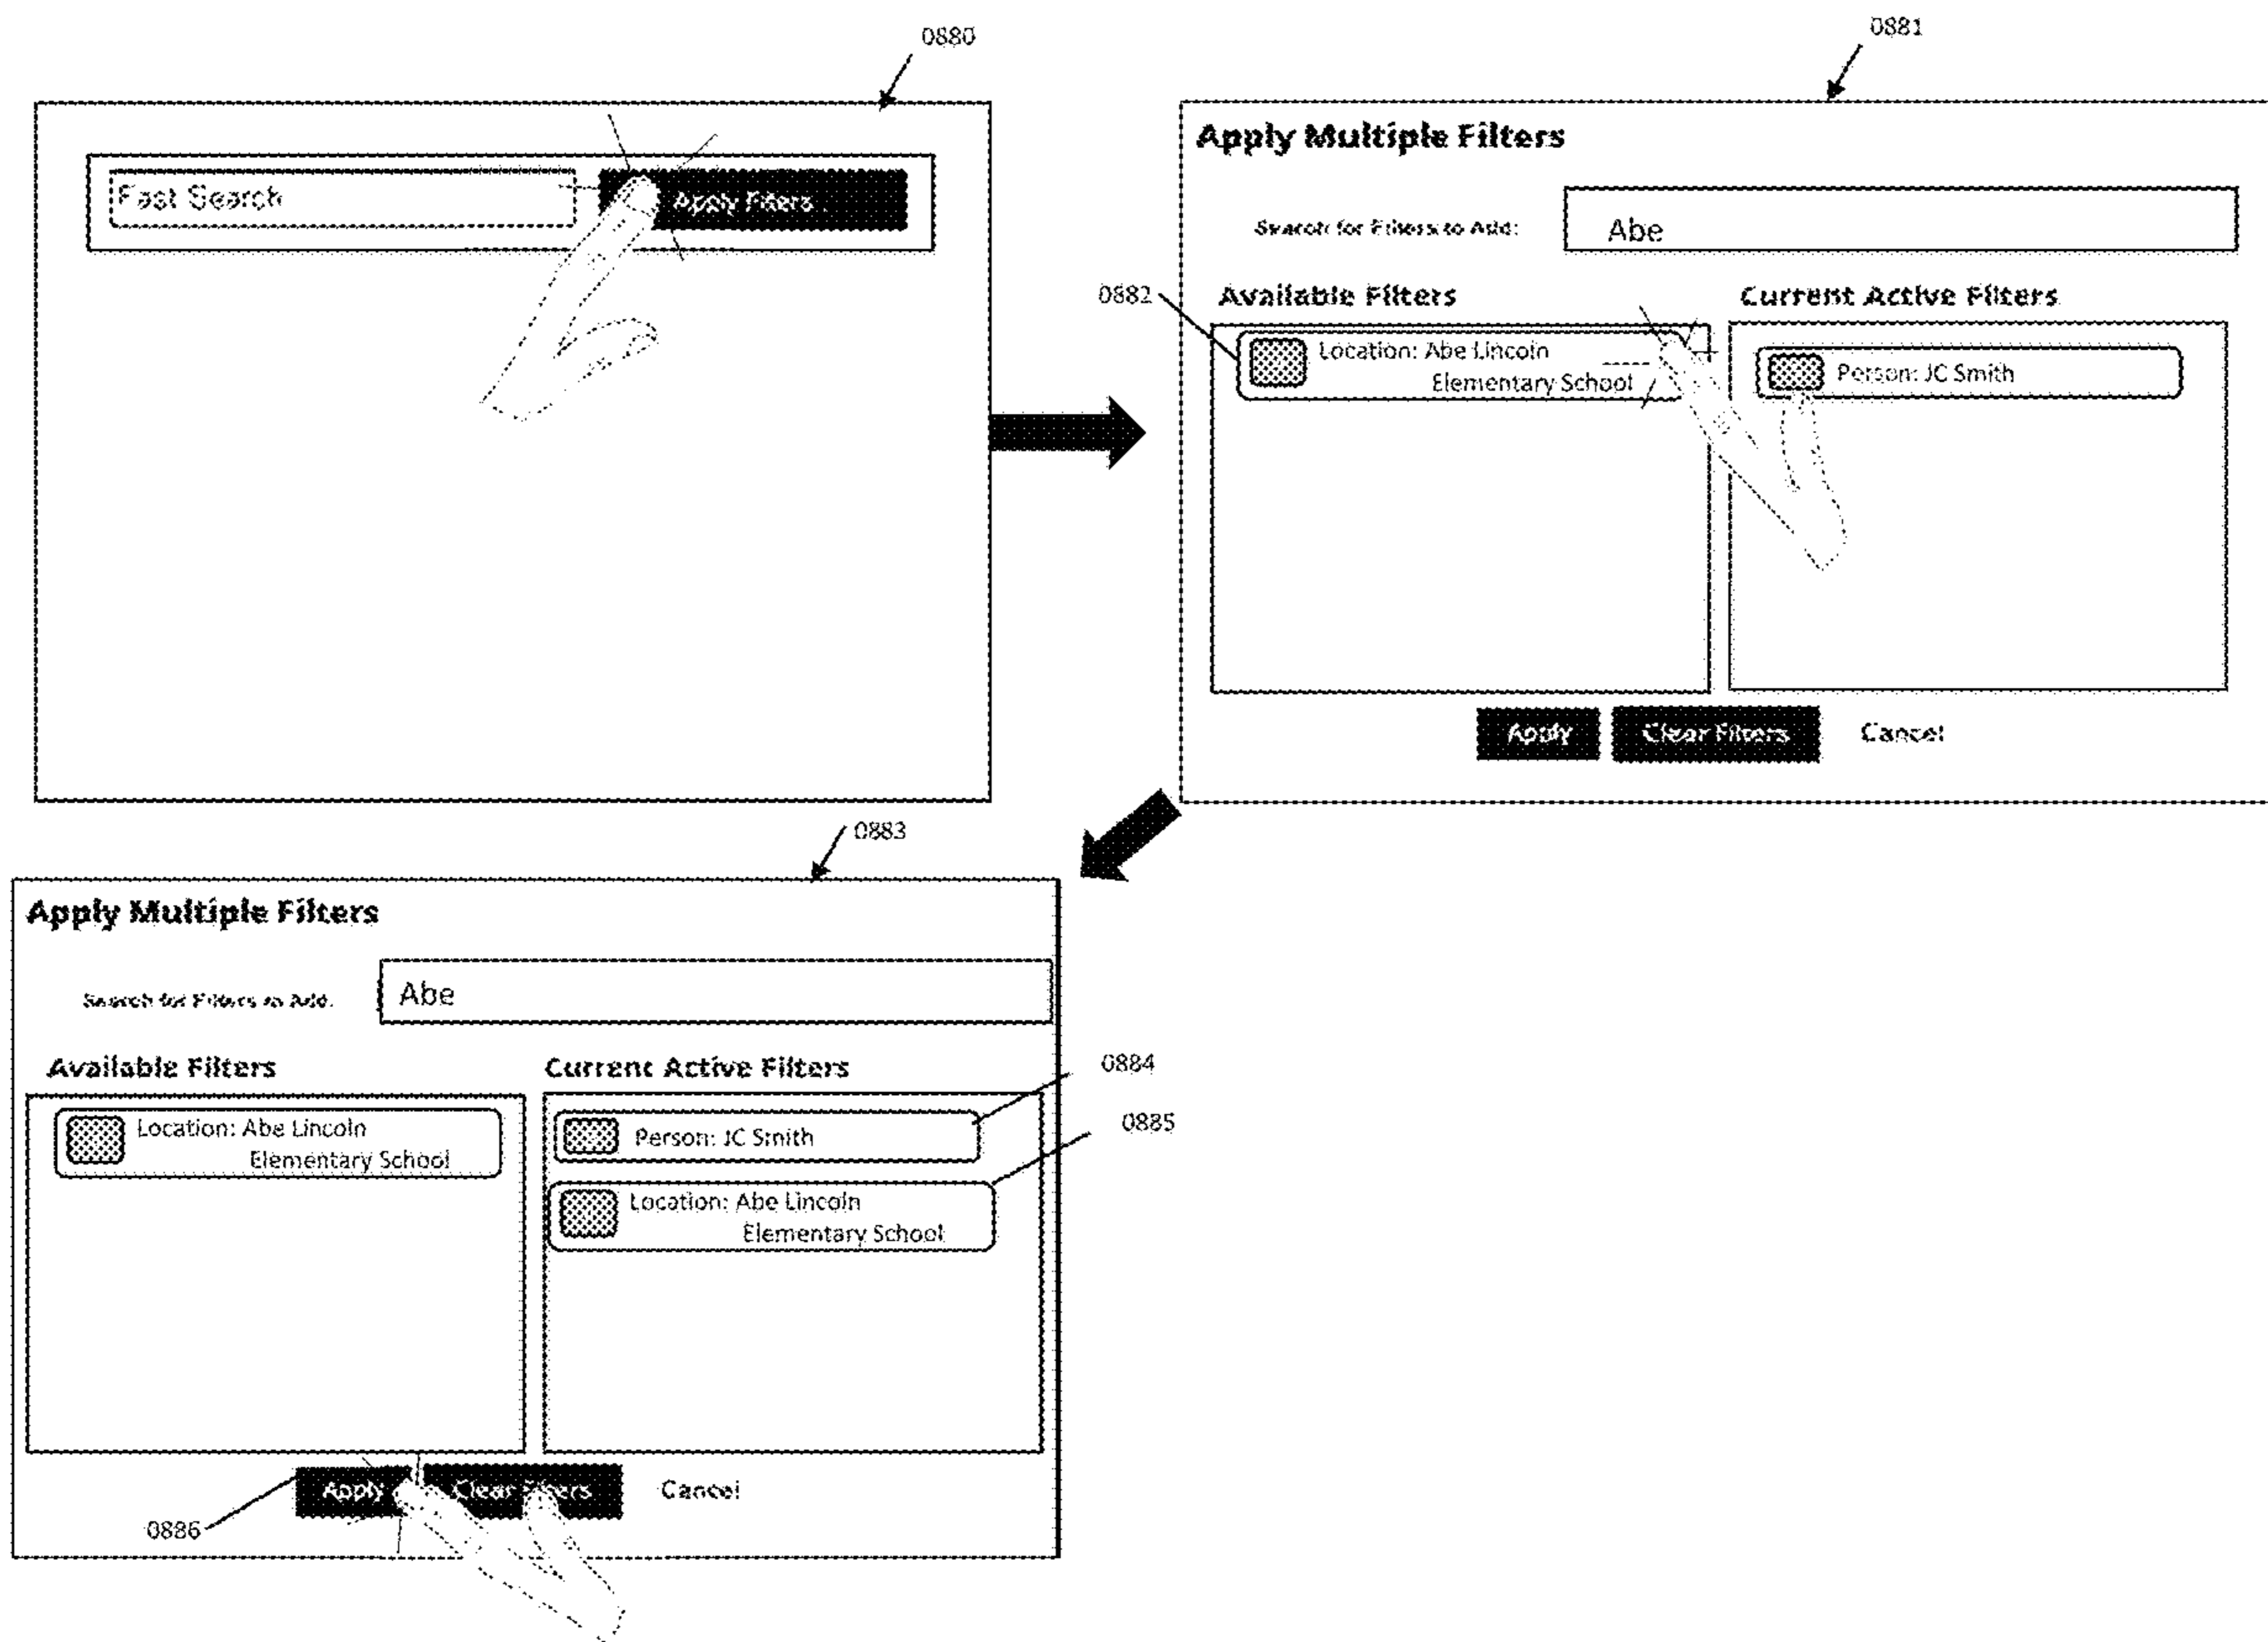 0880
Fast Search
Apply Filters
0881
Apply Multiple Filters
Search for Filters to Add:
Abe
0882
Available Filters
Current Active Filters
Location: Abe Lincoln
Elementary School
Person: JC Smith
Apply
Clear Filters
Cancel
0883
Apply Multiple Filters
Search for Filters to Add:
Abe
Available Filters
Current Active Filters
0884
0885
Location: Abe Lincoln
Elementary School
Person: JC Smith
Location: Abe Lincoln
Elementary School
Apply
Clear Filters
Cancel
0886